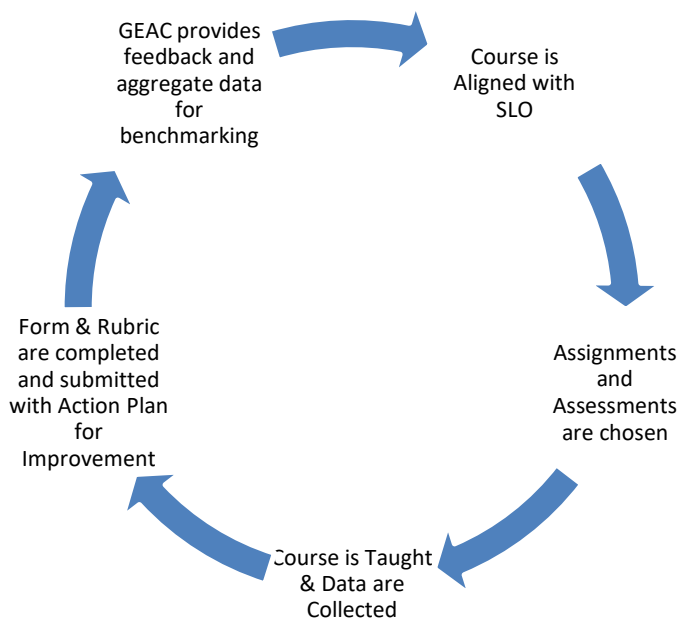 GEAC provides
feedback and
aggregate data
for
benchmarking
Course is
Aligned with
SLO
Assignments
and
Assessments
are chosen
Course is Taught
& Data are
Collected
Form & Rubric
are completed
and submitted
with Action Plan
for
Improvement